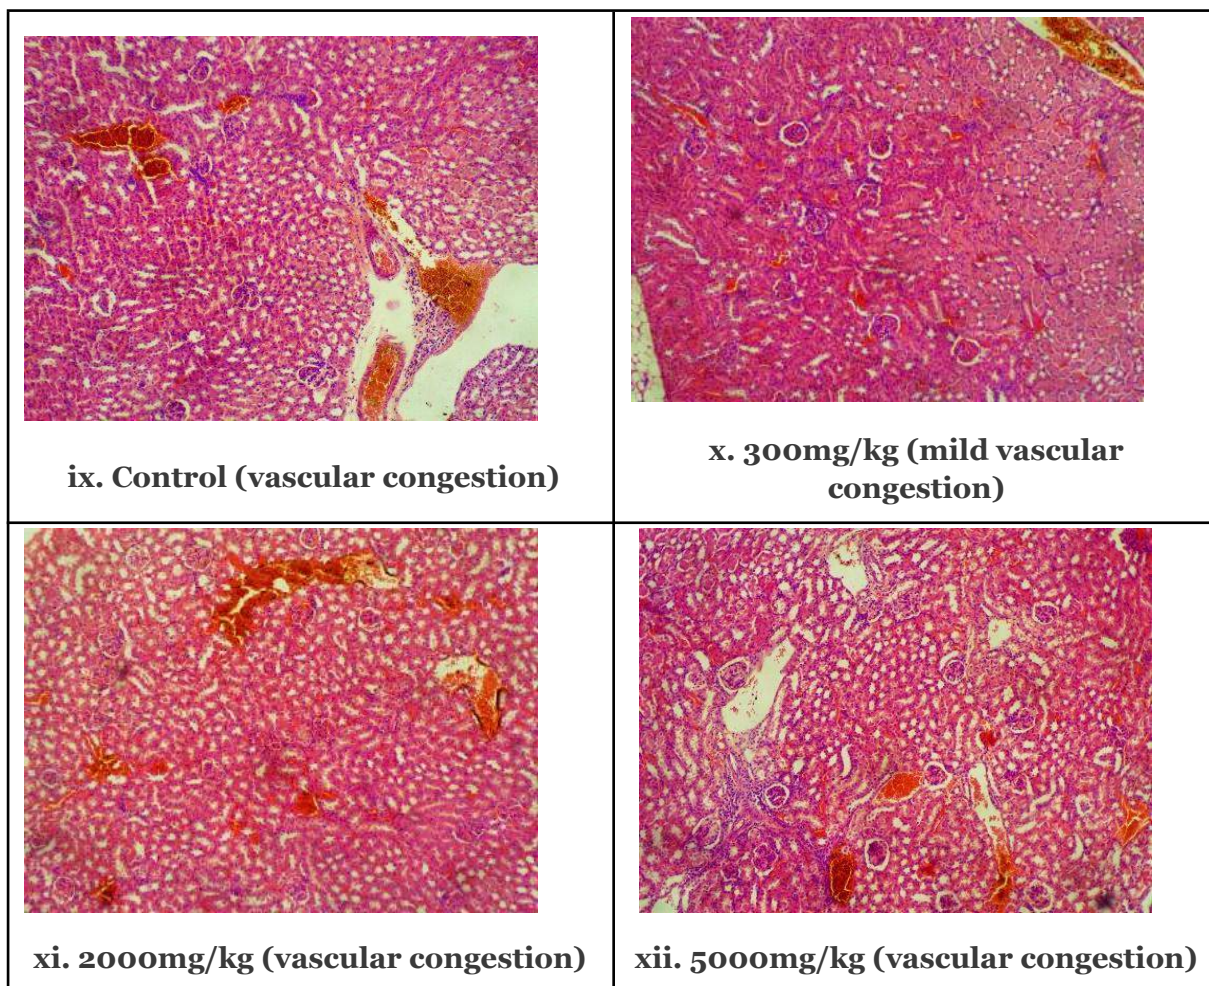 ix. Control (vascular congestion)
x. 300mg/kg (mild vascular
congestion)
xi. 2000mg/kg (vascular congestion)
xii. 5000mg/kg (vascular congestion)